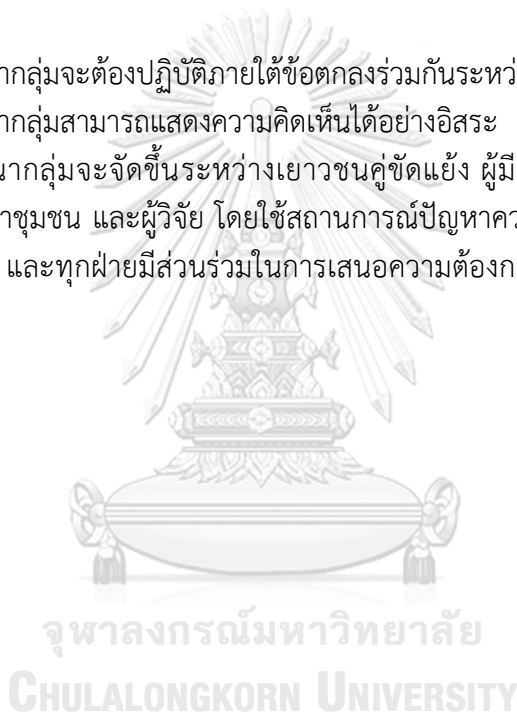 ากลุ่มจะต้องปฏิบัติภายใต้ข้อตกลงร่วมกันระหว่
ากลุ่มสามารถแสดงความคิดเห็นได้อย่างอิสระ
นากลุ่มจะจัดขึ้นระหว่างเยาวชนคู่ขัดแย้ง ผู้มี
าชุมชน และผู้วิจัย โดยใช้สถานการณ์ปัญหาคว
และทุกฝ่ายมีส่วนร่วมในการเสนอความต้องก
จุฬาลงกรณ์มหาวิทยาลัย
CHULALONGKORN UNIVERSITY